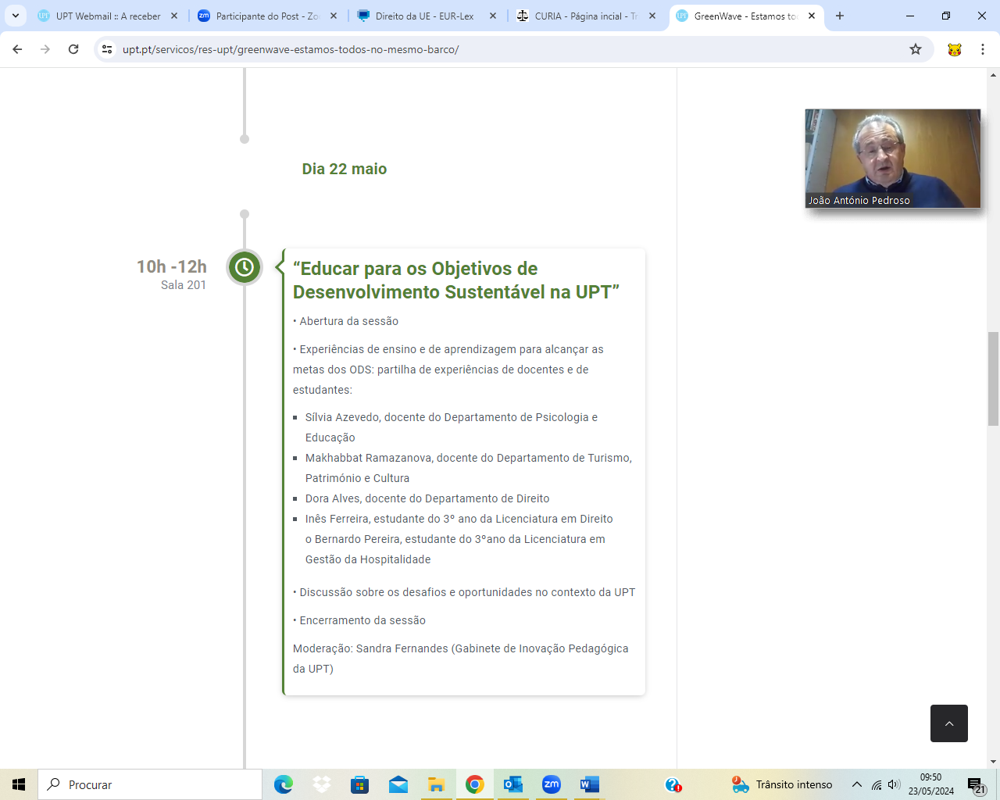 UPT Webmail :: A receber
Participante do Post - Zo
Direito da UE - EUR-Lex
CURIA - Página incial - Tr
GreenWave - Estamos to
upt.pt/servicos/res-upt/greenwave-estamos-todos-no-mesmo-barco/
Dia 22 maio
João António Pedroso
10h -12h
Sala 201
“Educar para os Objetivos de
Desenvolvimento Sustentável na UPT”
• Abertura da sessão
• Experiências de ensino e de aprendizagem para alcançar as
metas dos ODS: partilha de experiências de docentes e de
estudantes:
Sílvia Azevedo, docente do Departamento de Psicologia e
Educação
Makhabbat Ramazanova, docente do Departamento de Turismo,
Património e Cultura
Dora Alves, docente do Departamento de Direito
Inês Ferreira, estudante do 3º ano da Licenciatura em Direito
o Bernardo Pereira, estudante do 3ºano da Licenciatura em
Gestão da Hospitalidade
• Discussão sobre os desafios e oportunidades no contexto da UPT
• Encerramento da sessão
Moderação: Sandra Fernandes (Gabinete de Inovação Pedagógica
da UPT)
Procurar
zm
Trânsito intenso
09:50
23/05/2024
21